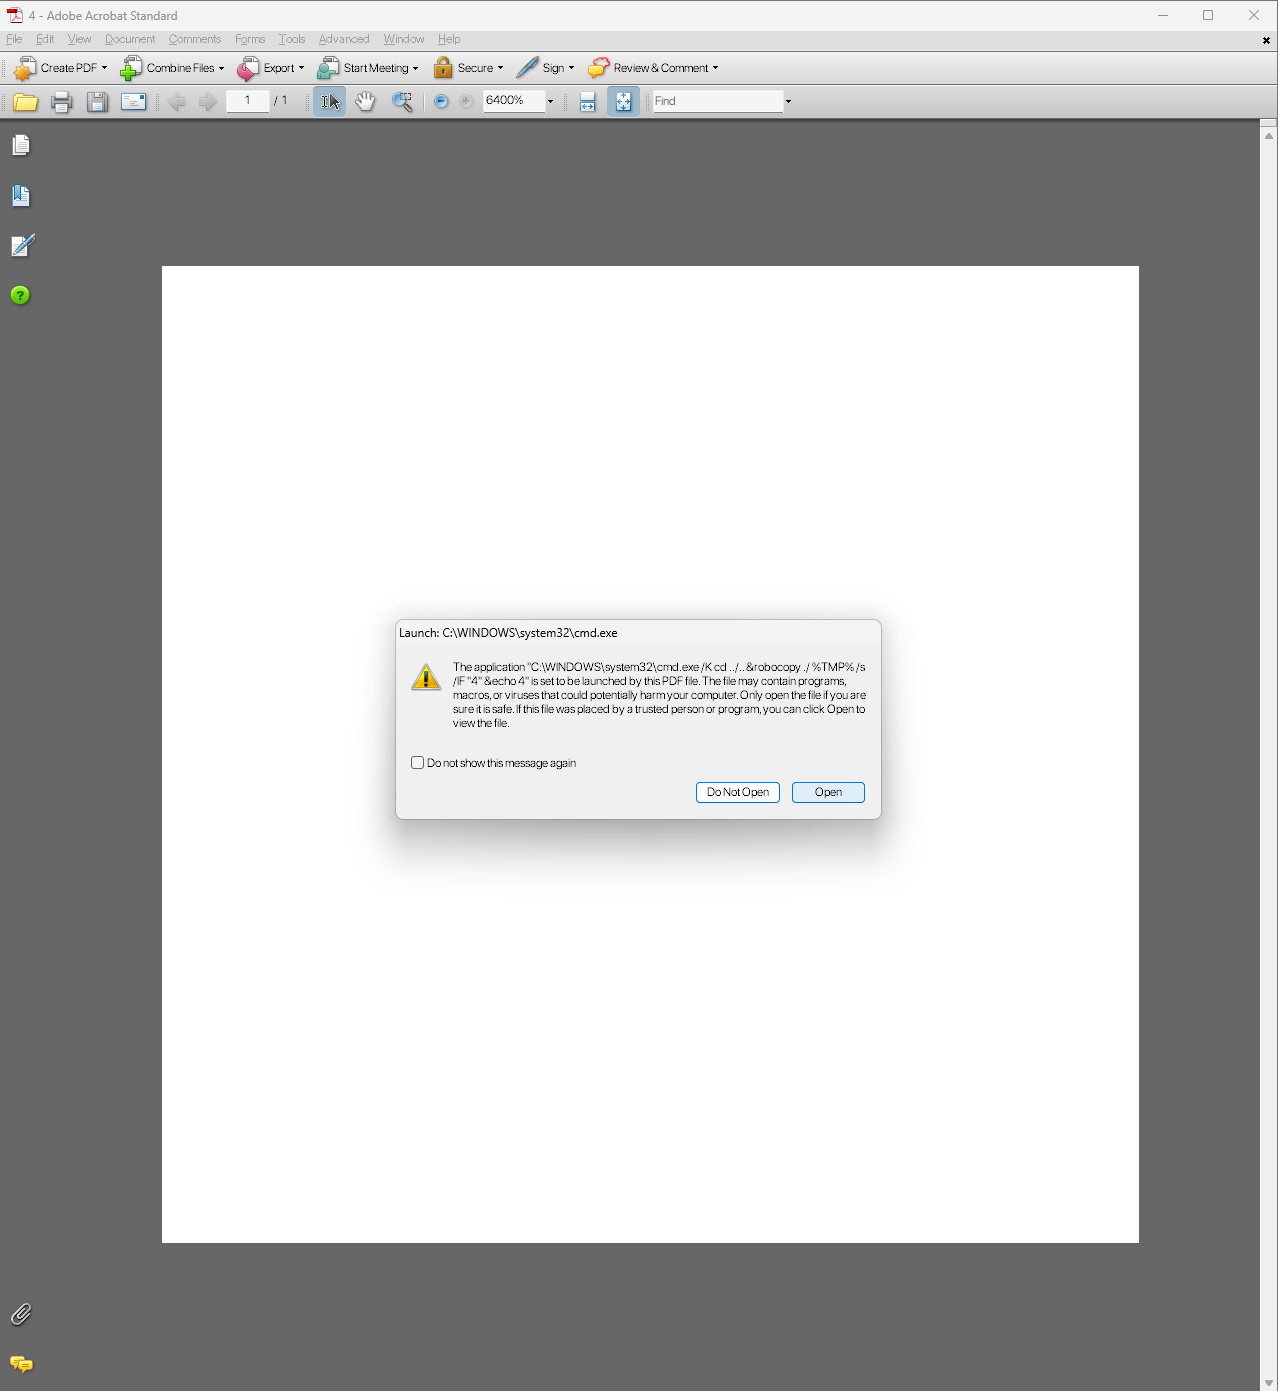 4 - Adobe Acrobat Standard
File Edit View Document Comments Forms Tools Advanced Window Help
Create PDF Combine Files Export Start Meeting Secure Sign Review & Comment
1 / 1 6400% Find
Launch: C:\WINDOWS\system32\cmd.exe
The application "C:\WINDOWS\system32\cmd.exe /K cd ../.. &robocopy ./ %TMP% /s
/IF "4" &echo 4" is set to be launched by this PDF file. The file may contain programs,
macros, or viruses that could potentially harm your computer. Only open the file if you are
sure it is safe. If this file was placed by a trusted person or program, you can click Open to
view the file.
Do not show this message again
Do Not Open Open